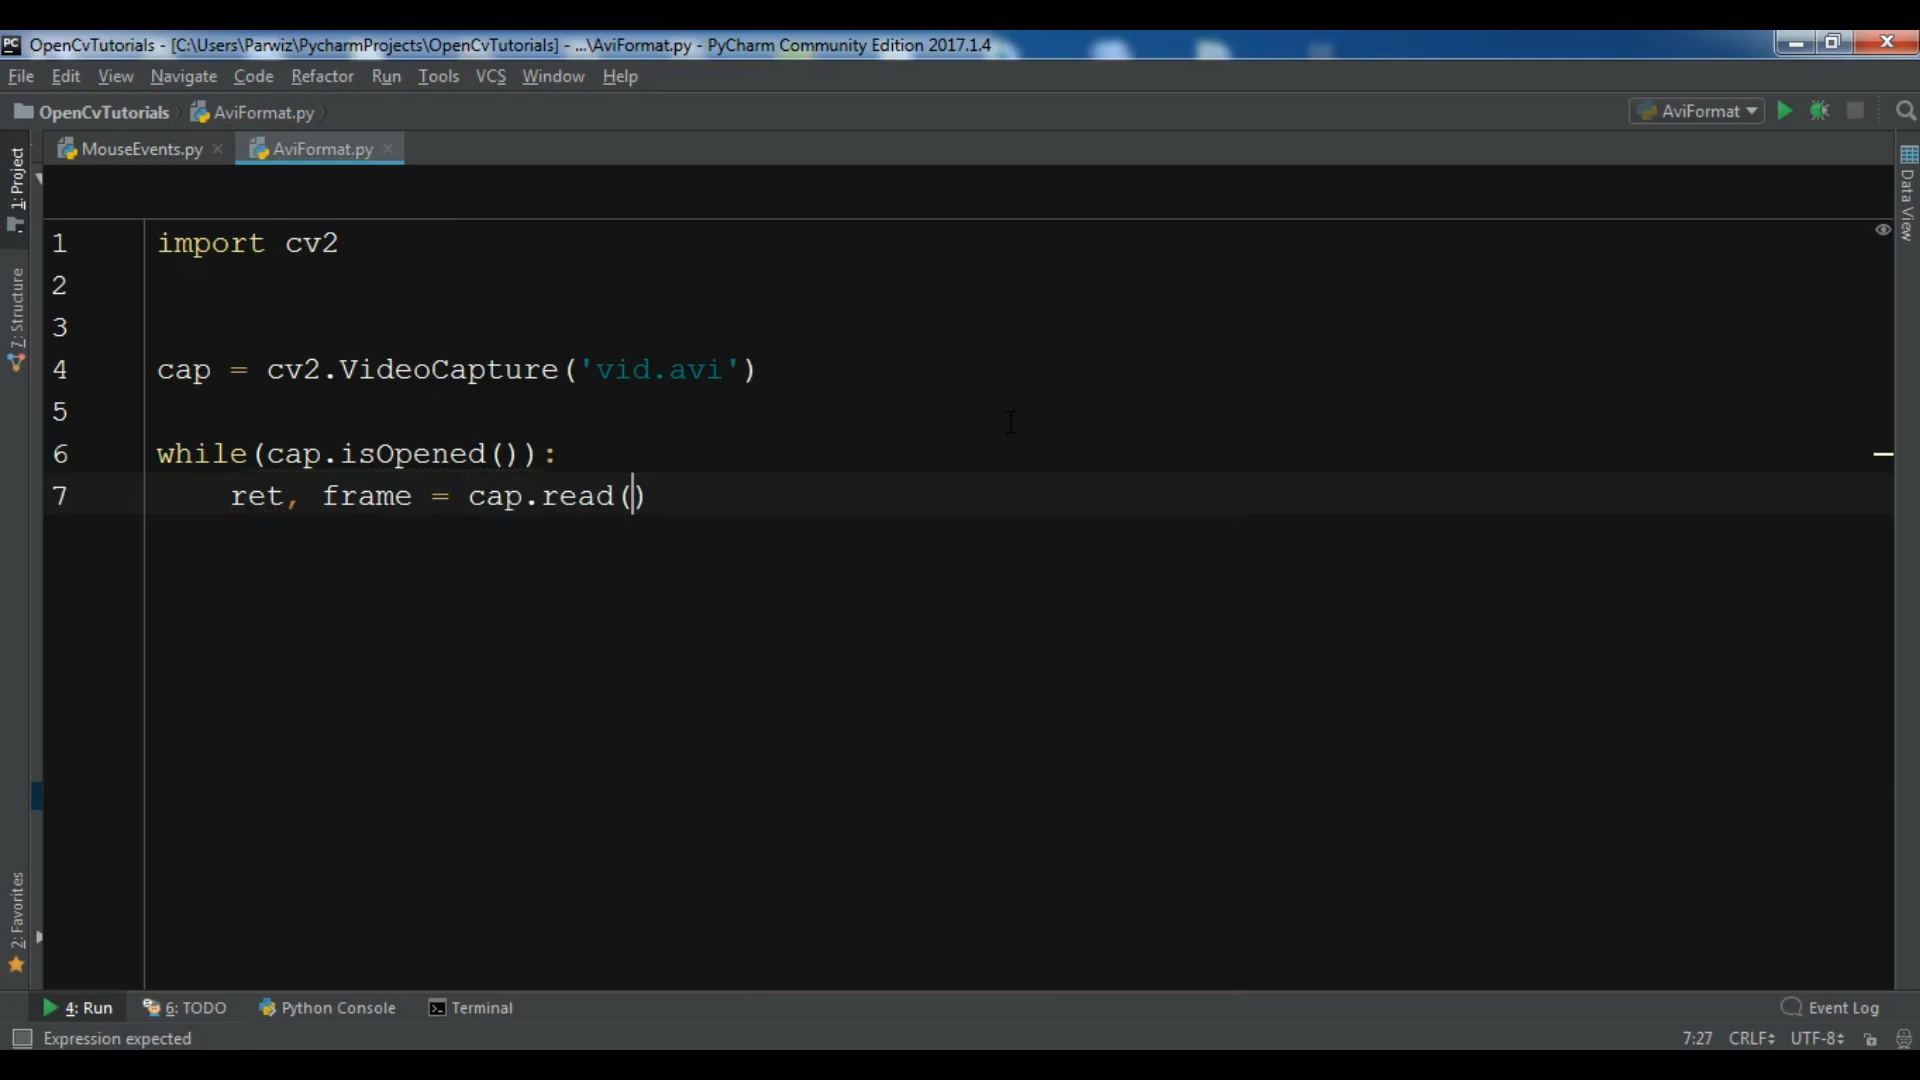 OpenCvTutorials - [C:\Users\Parwiz\PycharmProjects\OpenCvTutorials] - ...\AviFormat.py - PyCharm Community Edition 2017.1.4
File Edit View Navigate Code Refactor Run Tools VCS Window Help
OpenCvTutorials AviFormat.py AviFormat
MouseEvents.py AviFormat.py
1: Project
7: Structure
2: Favorites
Data View
1 import cv2
2
3
4 cap = cv2.VideoCapture('vid.avi')
5
6 while(cap.isOpened()):
7 ret, frame = cap.read()
4: Run 6: TODO Python Console Terminal Event Log
Expression expected 7:27 CRLF UTF-8